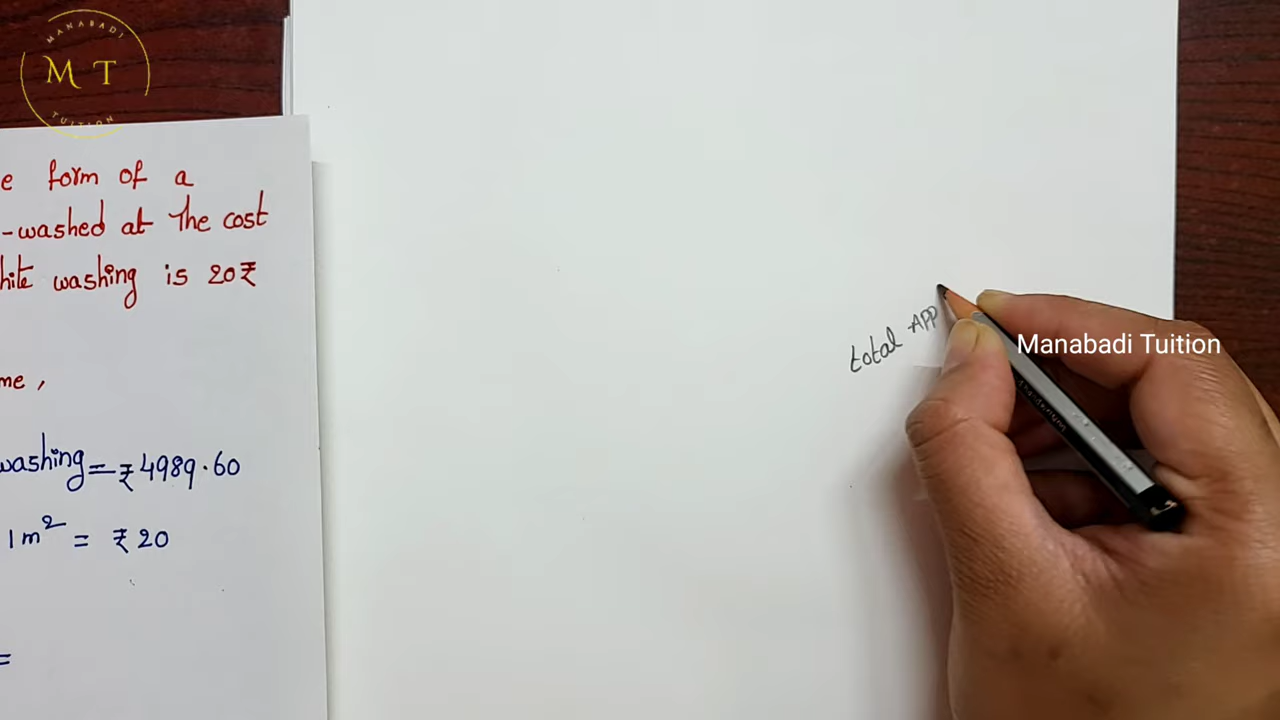 MANABADI
M T
TUITION
e form of a
-washed at the cost
hite washing is 20₹
me,
washing = ₹4989.60
1m² = ₹20
=
total APP
Manabadi Tuition